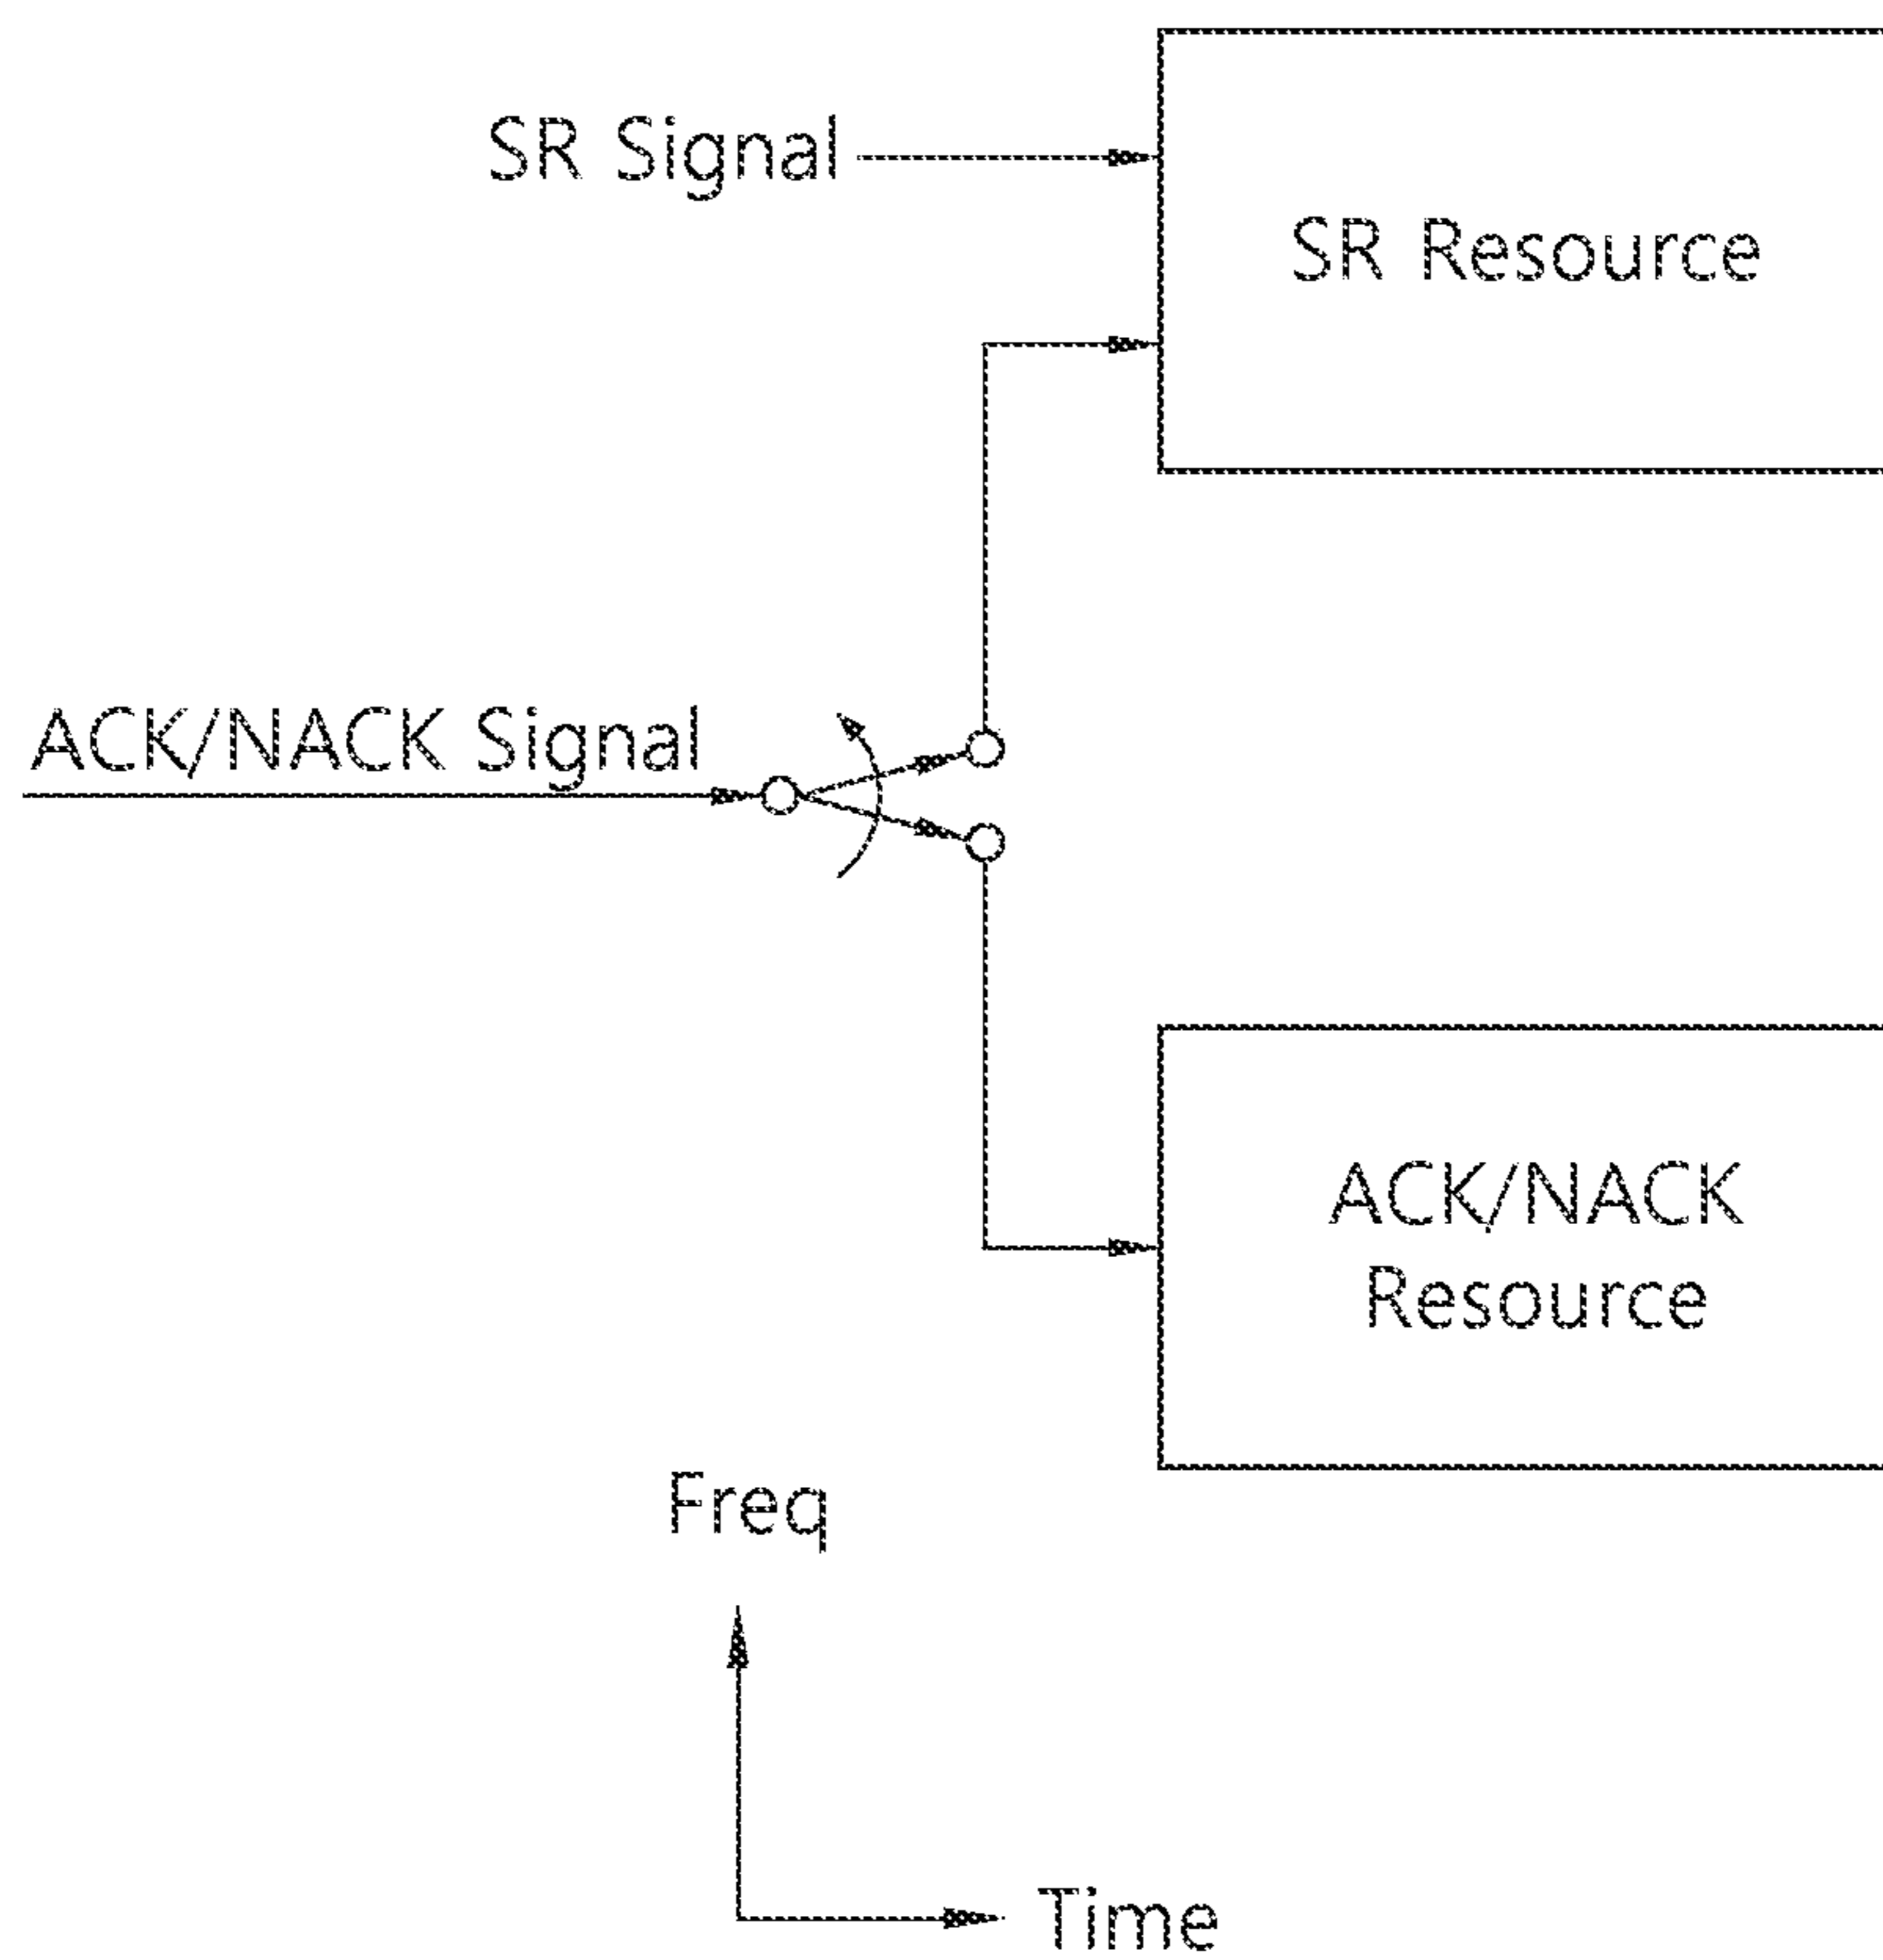 SR Signal
SR Resource
ACK/NACK Signal
ACK/NACK
Resource
Freq
Time